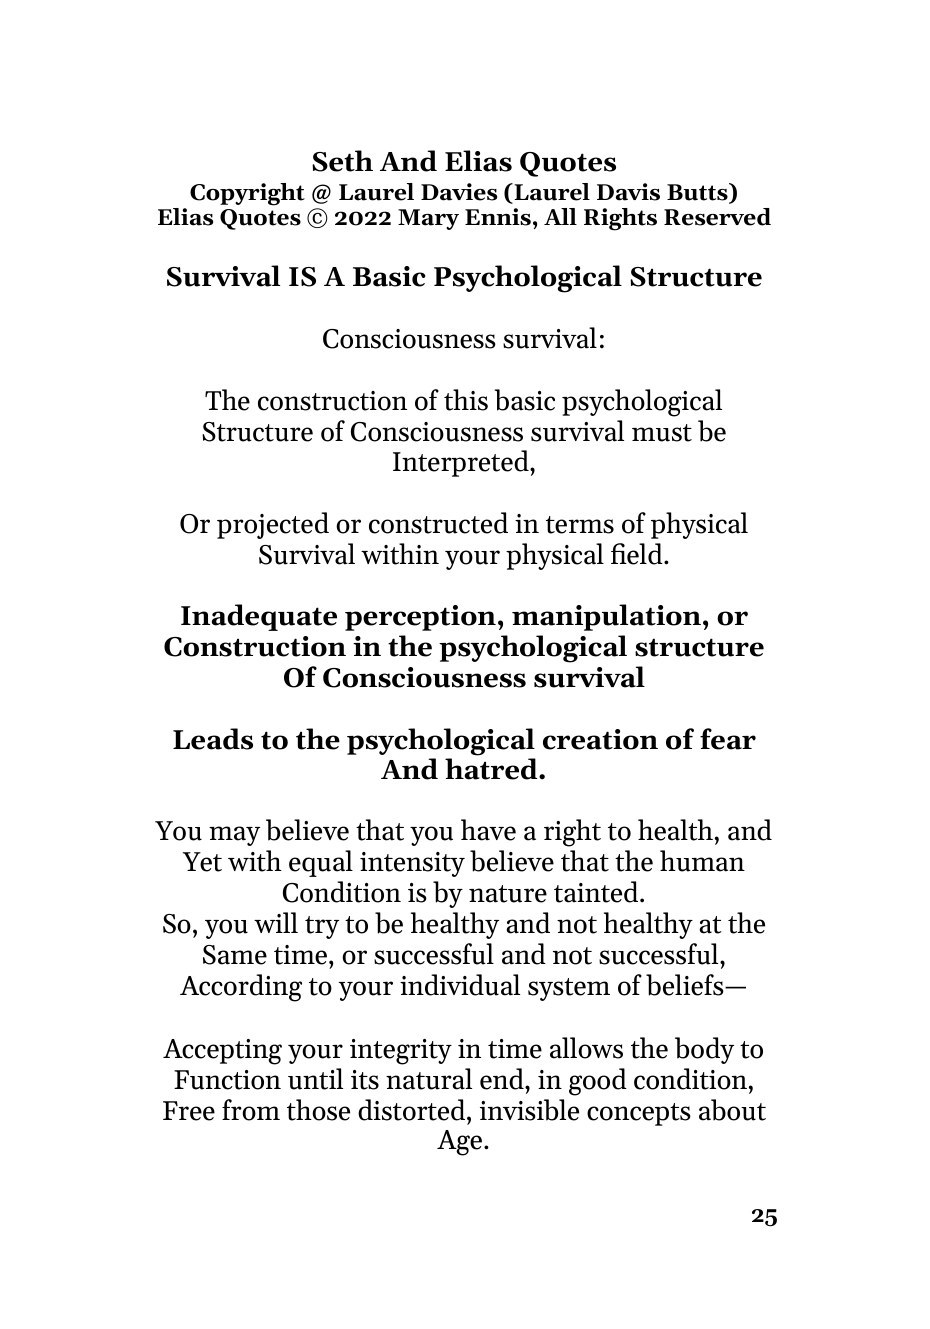 Seth And Elias Quotes
Copyright @ Laurel Davies (Laurel Davis Butts)
Elias Quotes © 2022 Mary Ennis, All Rights Reserved
Survival IS A Basic Psychological Structure
Consciousness survival:
The construction of this basic psychological
Structure of Consciousness survival must be
Interpreted,
Or projected or constructed in terms of physical
Survival within your physical field.
Inadequate perception, manipulation, or
Construction in the psychological structure
Of Consciousness survival
Leads to the psychological creation of fear
And hatred.
You may believe that you have a right to health, and
Yet with equal intensity believe that the human
Condition is by nature tainted.
So, you will try to be healthy and not healthy at the
Same time, or successful and not successful,
According to your individual system of beliefs—
Accepting your integrity in time allows the body to
Function until its natural end, in good condition,
Free from those distorted, invisible concepts about
Age.
25